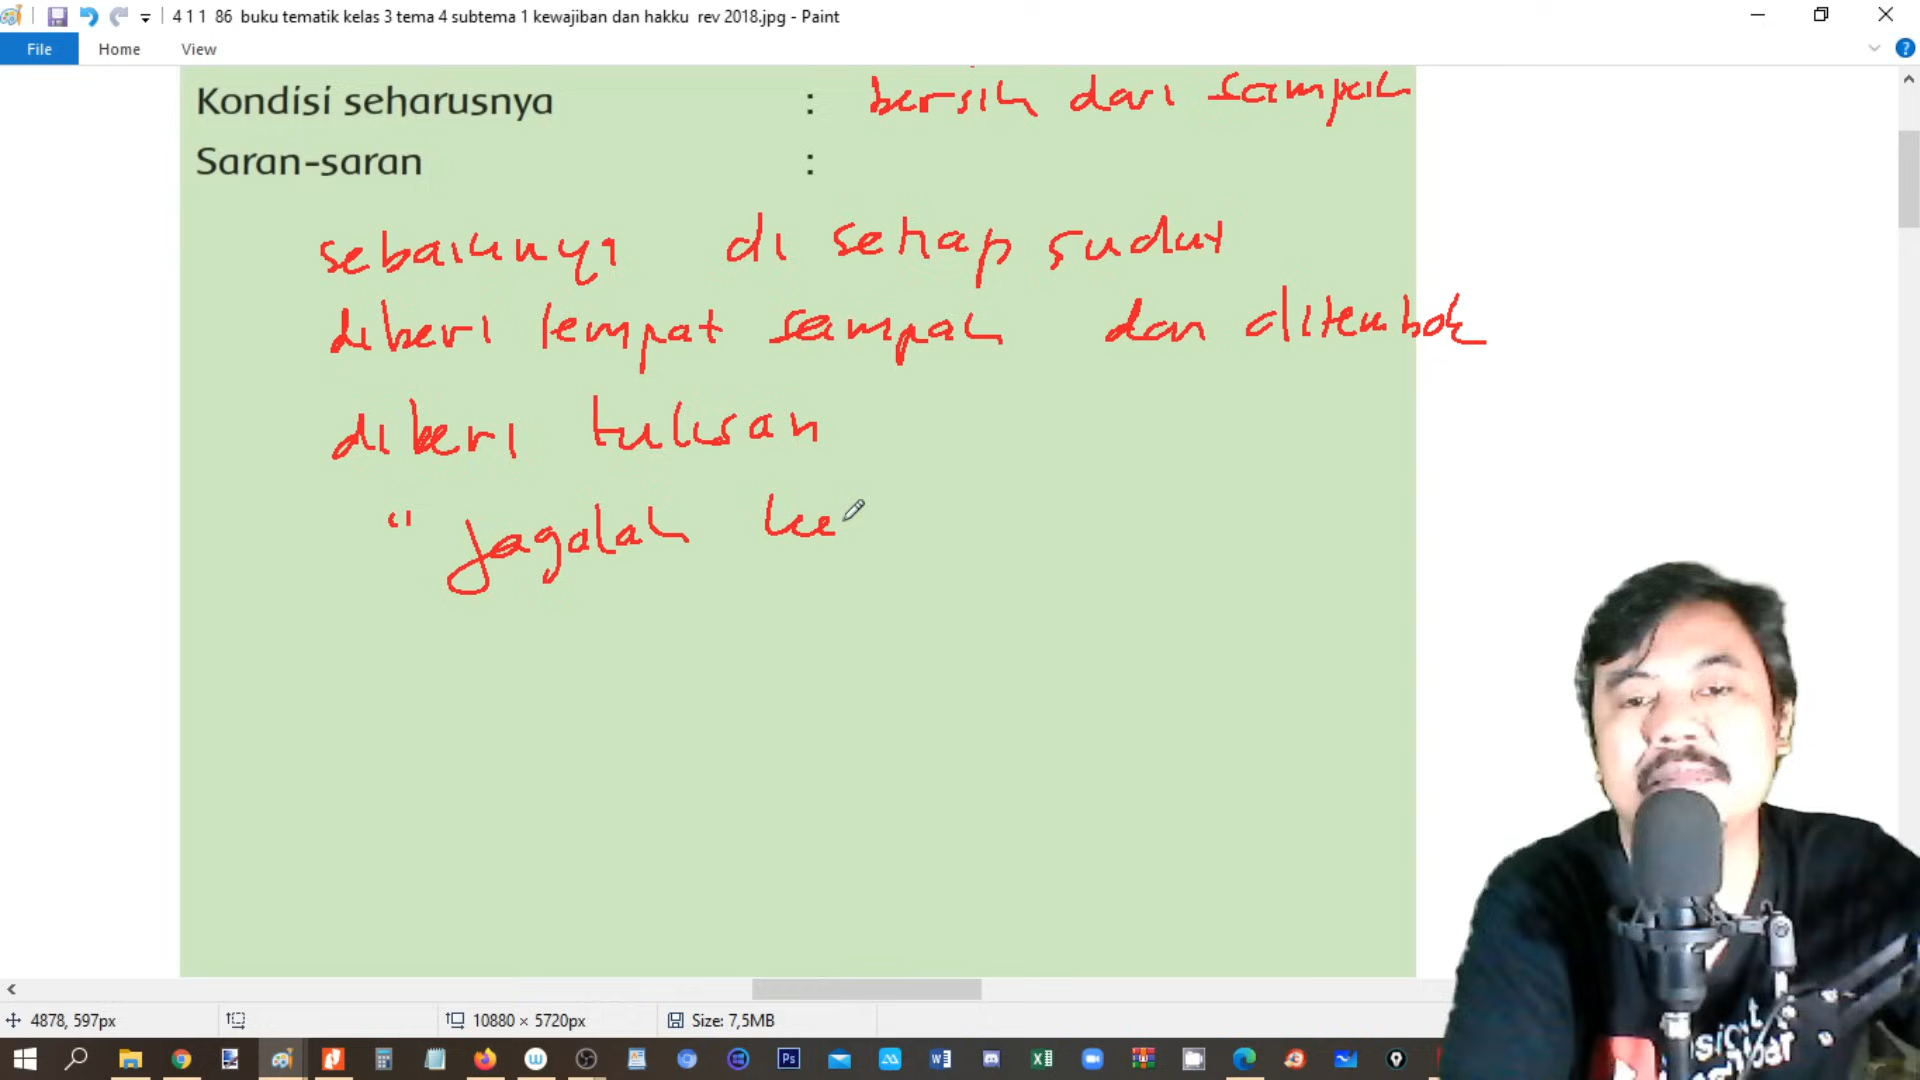 4 1 1 86 buku tematik kelas 3 tema 4 subtema 1 kewajiban dan hakku rev 2018.jpg - Paint
File Home View
Kondisi seharusnya : bersih dari sampah
Saran-saran :
sebaiknya di setiap sudut
diberi tempat sampah dan ditembok
diberi tulisan
" Jagalah ke
4878, 597px 10880 × 5720px Size: 7,5MB